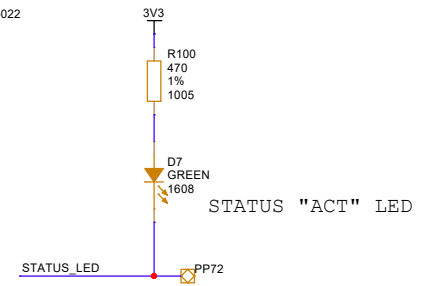 022
3V3
R100
470
1%
1005
D7
GREEN
1608
STATUS "ACT" LED
STATUS_LED
PP72